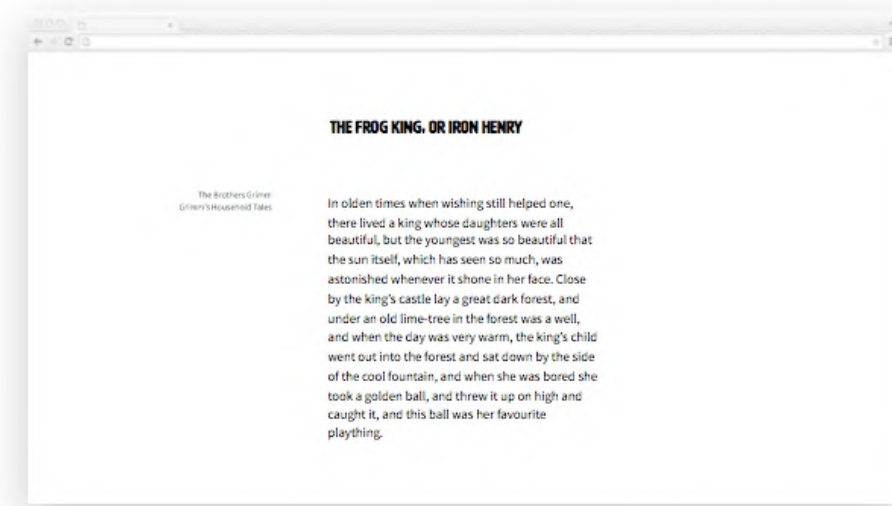 THE FROG KING, OR IRON HENRY
The Brothers Grimm
Grimm's Household Tales
In olden times when wishing still helped one,
there lived a king whose daughters were all
beautiful, but the youngest was so beautiful that
the sun itself, which has seen so much, was
astonished whenever it shone in her face. Close
by the king's castle lay a great dark forest, and
under an old lime-tree in the forest was a well,
and when the day was very warm, the king's child
went out into the forest and sat down by the side
of the cool fountain, and when she was bored she
took a golden ball, and threw it up on high and
caught it, and this ball was her favourite
plaything.